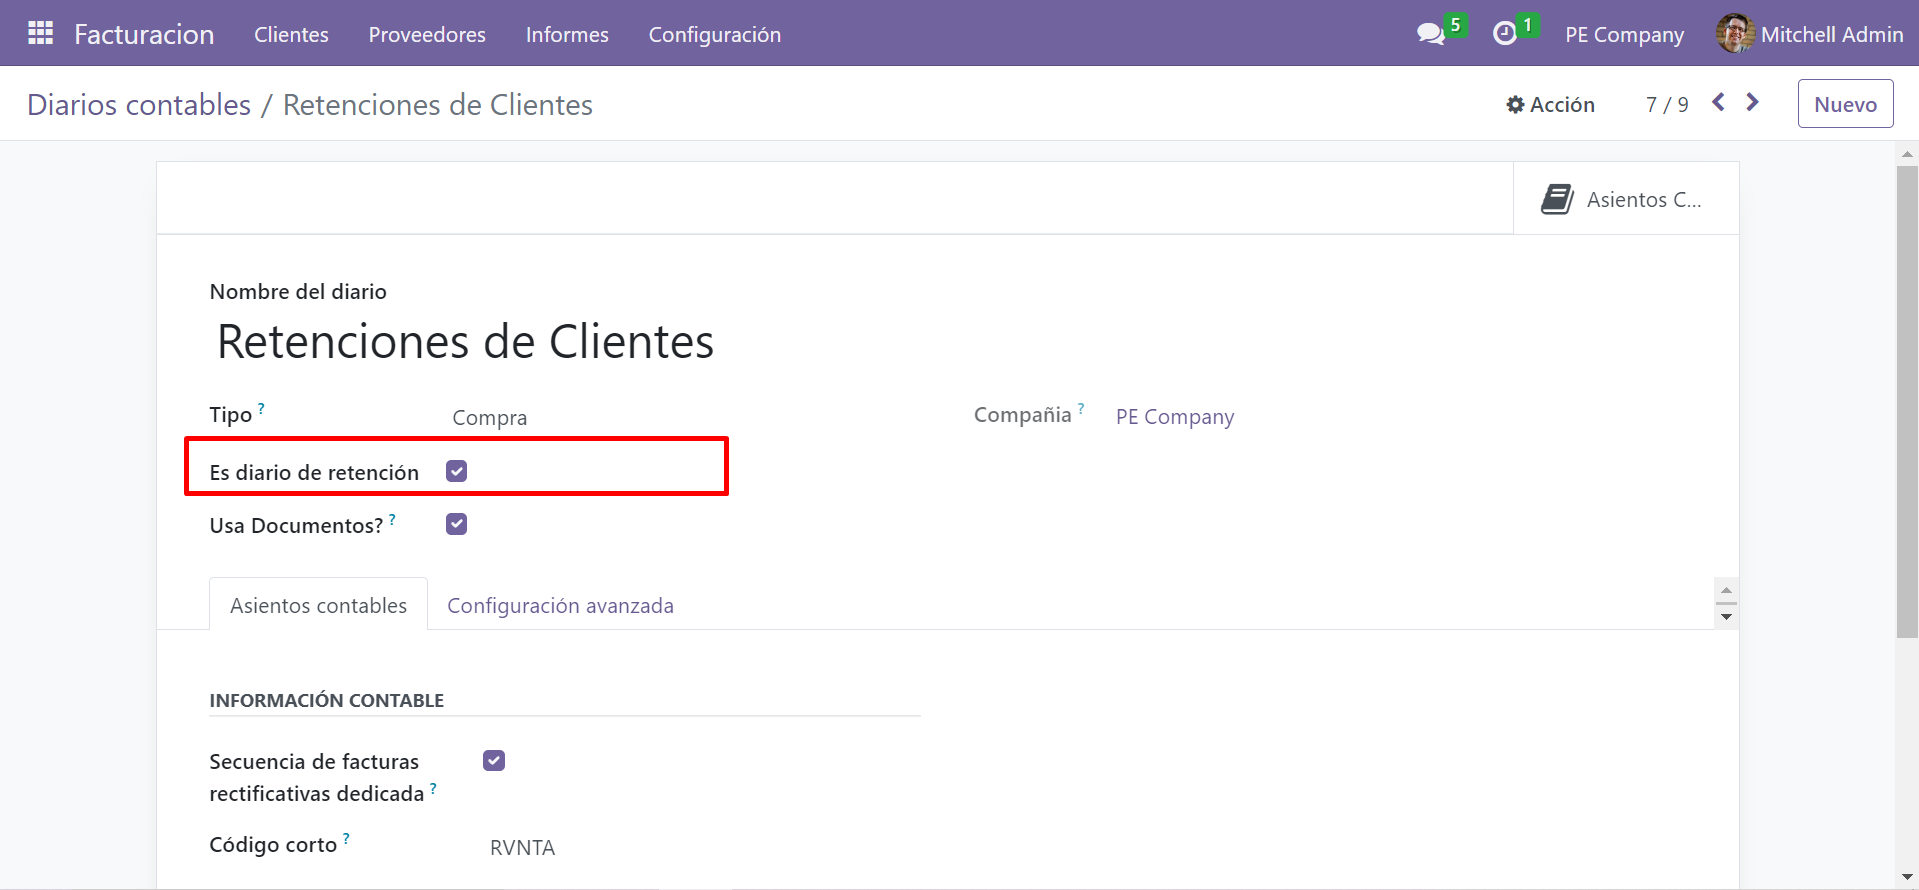 Facturacion Clientes Proveedores Informes Configuración 5 1 PE Company Mitchell Admin
Diarios contables / Retenciones de Clientes Acción 7 / 9 Nuevo
Asientos C...
Nombre del diario
Retenciones de Clientes
Tipo ? Compra Compañia ? PE Company
Es diario de retención
Usa Documentos? ?
Asientos contables Configuración avanzada
INFORMACIÓN CONTABLE
Secuencia de facturas
rectificativas dedicada ?
Código corto ? RVNTA